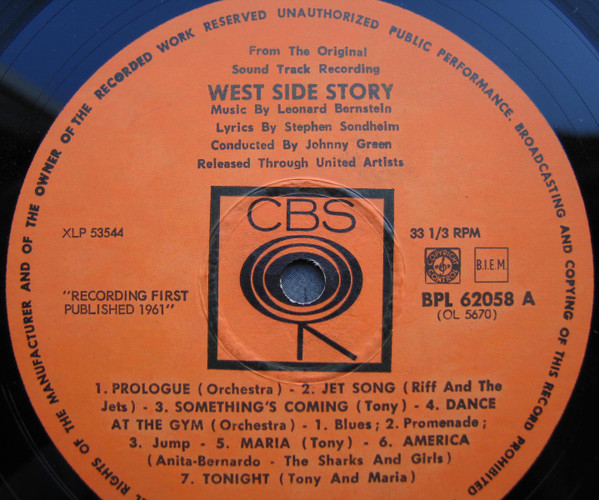 RIGHTS OF THE MANUFACTURER AND OF THE OWNER OF THE RECORDED WORK RESERVED UNAUTHORIZED PUBLIC PERFORMANCE. BROADCASTING AND COPYING OF THIS RECORD PROHIBITED
From The Original
Sound Track Recording
WEST SIDE STORY
Music By Leonard Bernstein
Lyrics By Stephen Sondheim
Conducted By Johnny Green
Released Through United Artists
CBS
XLP 53544
33 1/3 RPM
COPYRIGHT CONTROL
B.I.E.M.
"RECORDING FIRST
PUBLISHED 1961"
BPL 62058 A
(OL 5670)
1. PROLOGUE (Orchestra) - 2. JET SONG (Riff And The
Jets) - 3. SOMETHING'S COMING (Tony) - 4. DANCE
AT THE GYM (Orchestra) - 1. Blues; 2. Promenade;
3. Jump - 5. MARIA (Tony) - 6. AMERICA
(Anita-Bernardo - The Sharks And Girls)
7. TONIGHT (Tony And Maria)